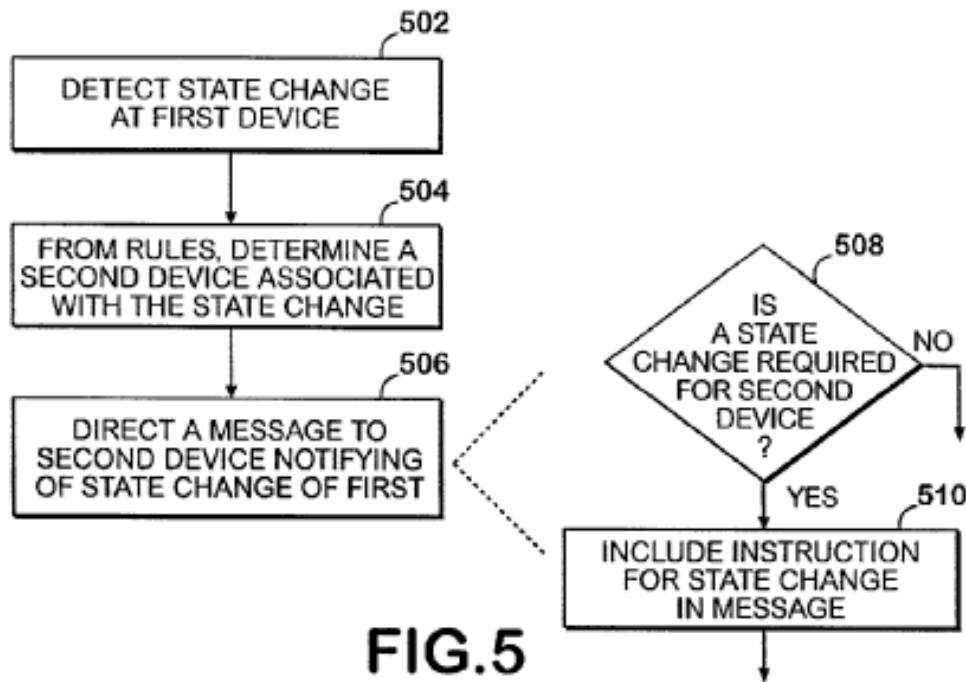 502
DETECT STATE CHANGE
AT FIRST DEVICE
504
FROM RULES, DETERMINE A
SECOND DEVICE ASSOCIATED
WITH THE STATE CHANGE
506
DIRECT A MESSAGE TO
SECOND DEVICE NOTIFYING
OF STATE CHANGE OF FIRST
508
IS
A STATE
CHANGE REQUIRED
FOR SECOND
DEVICE
?
NO
YES
510
INCLUDE INSTRUCTION
FOR STATE CHANGE
IN MESSAGE
FIG.5